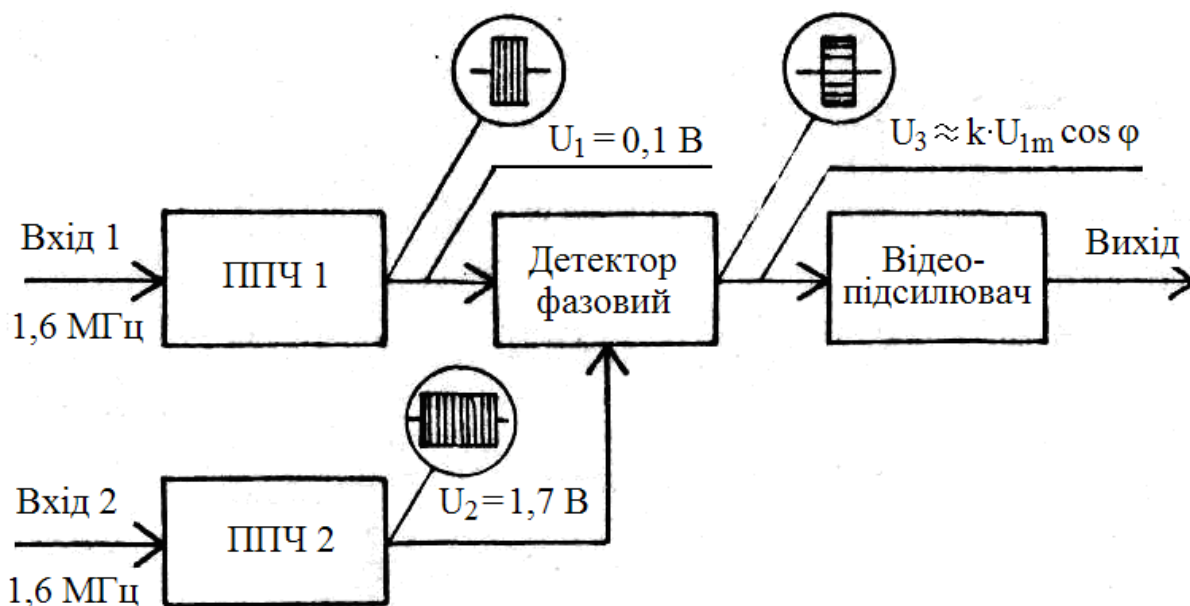 U₁ = 0,1 В
U₃ ≈ k·U₁ₘ cos φ
Вхід 1
ППЧ 1
Детектор
фазовий
Відео-
підсилювач
Вихід
1,6 МГц
Вхід 2
ППЧ 2
U₂ = 1,7 В
1,6 МГц